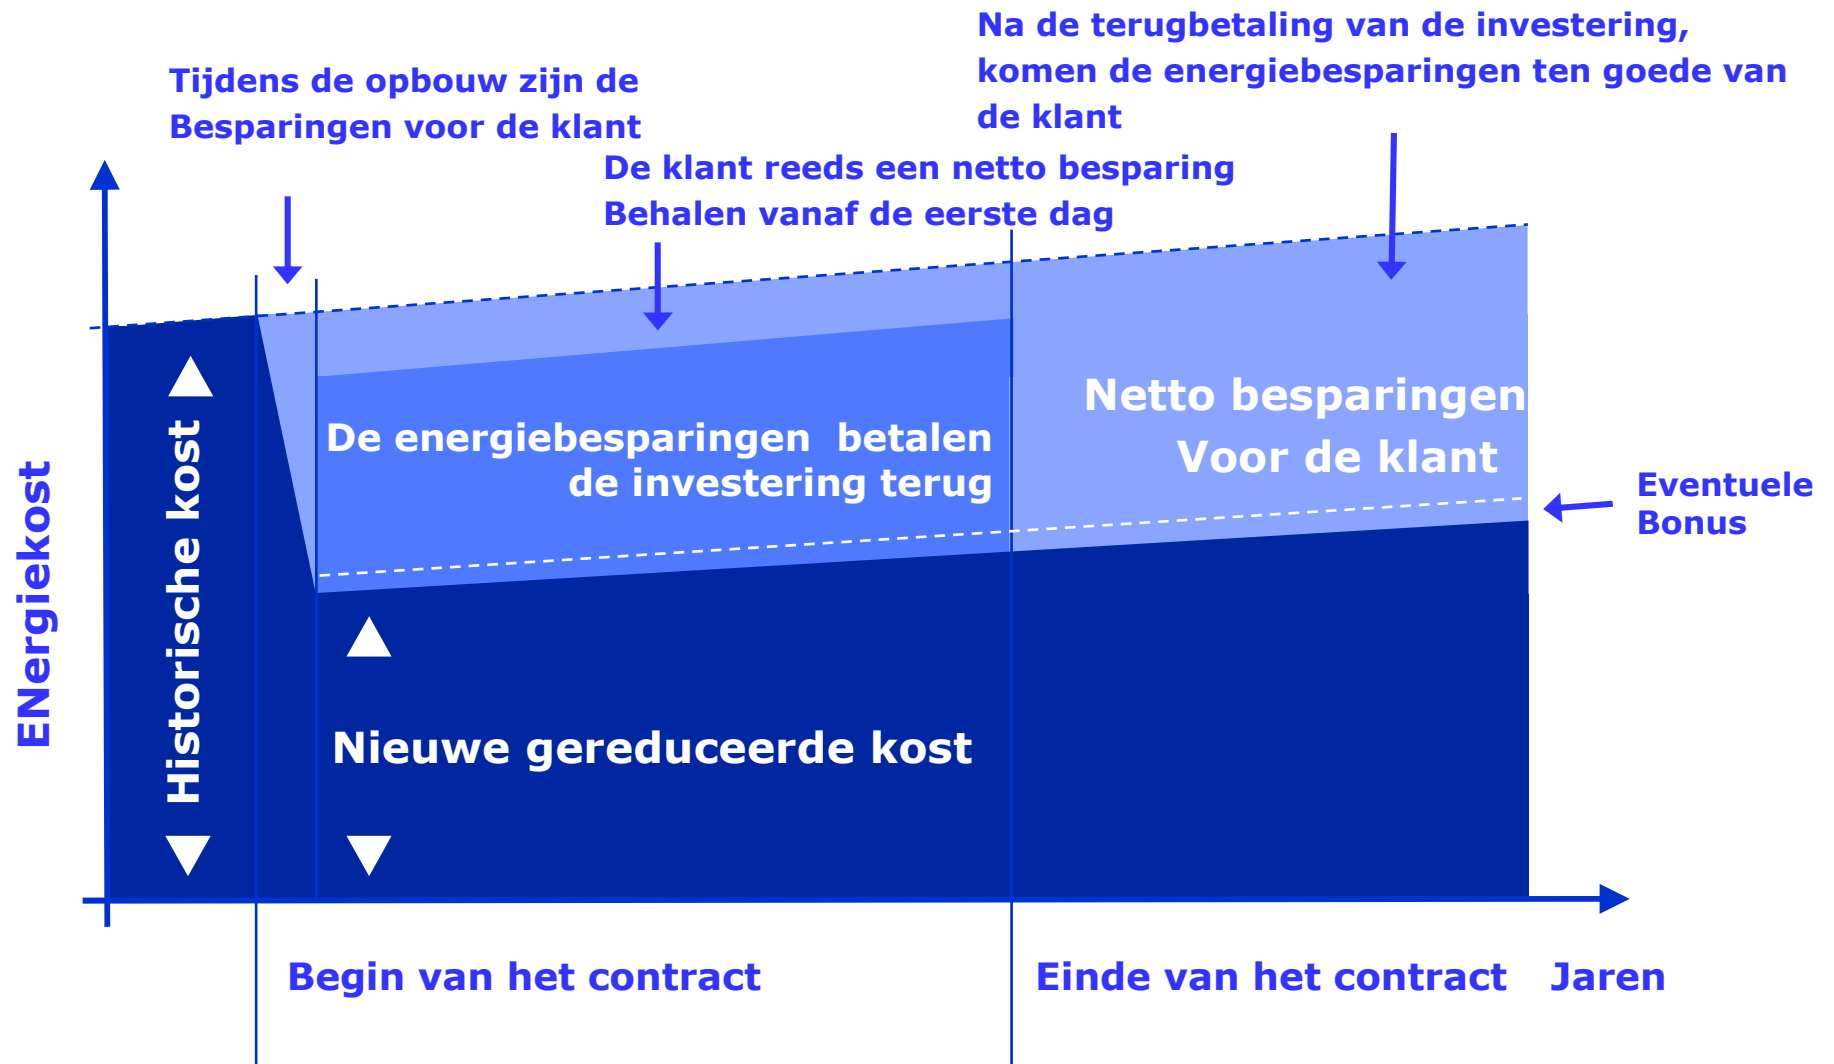 Na de terugbetaling van de investering,
komen de energiebesparingen ten goede van
de klant
Tijdens de opbouw zijn de
Besparingen voor de klant
De klant reeds een netto besparing
Behalen vanaf de eerste dag
ENergiekost
Historische kost
De energiebesparingen betalen
de investering terug
Netto besparingen
Voor de klant
Eventuele
Bonus
Nieuwe gereduceerde kost
Begin van het contract
Einde van het contract
Jaren